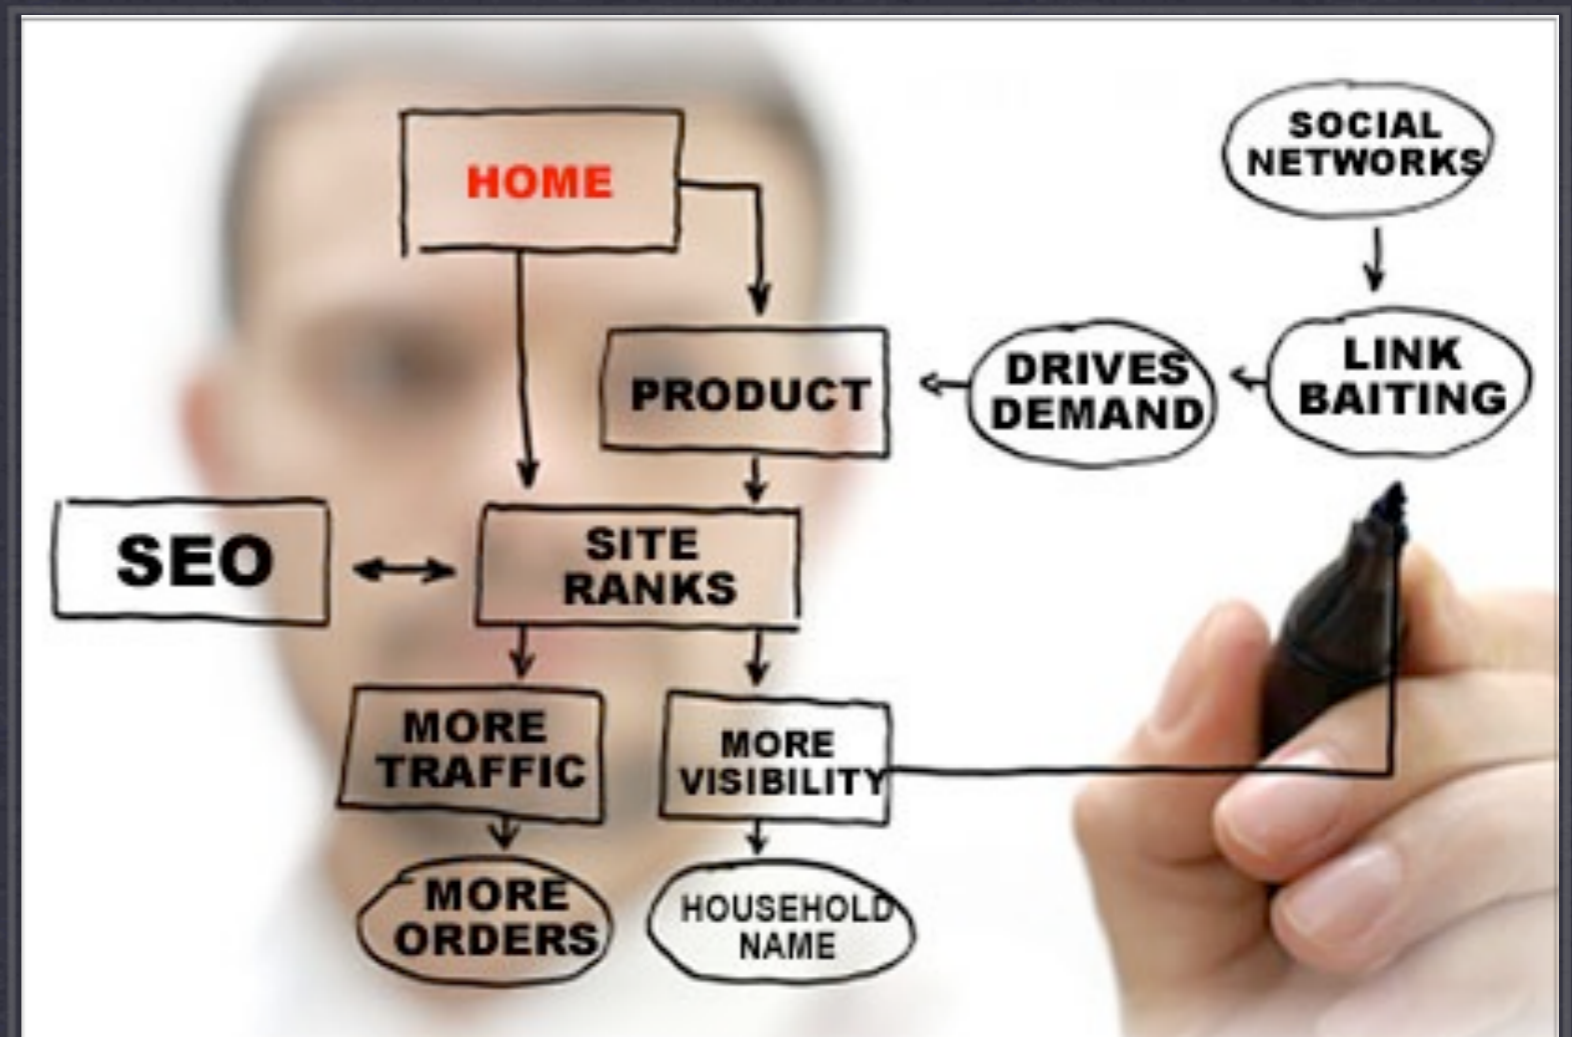 HOME
SOCIAL
NETWORKS
PRODUCT
DRIVES
DEMAND
LINK
BAITING
SEO
SITE
RANKS
MORE
TRAFFIC
MORE
VISIBILITY
MORE
ORDERS
HOUSEHOLD
NAME